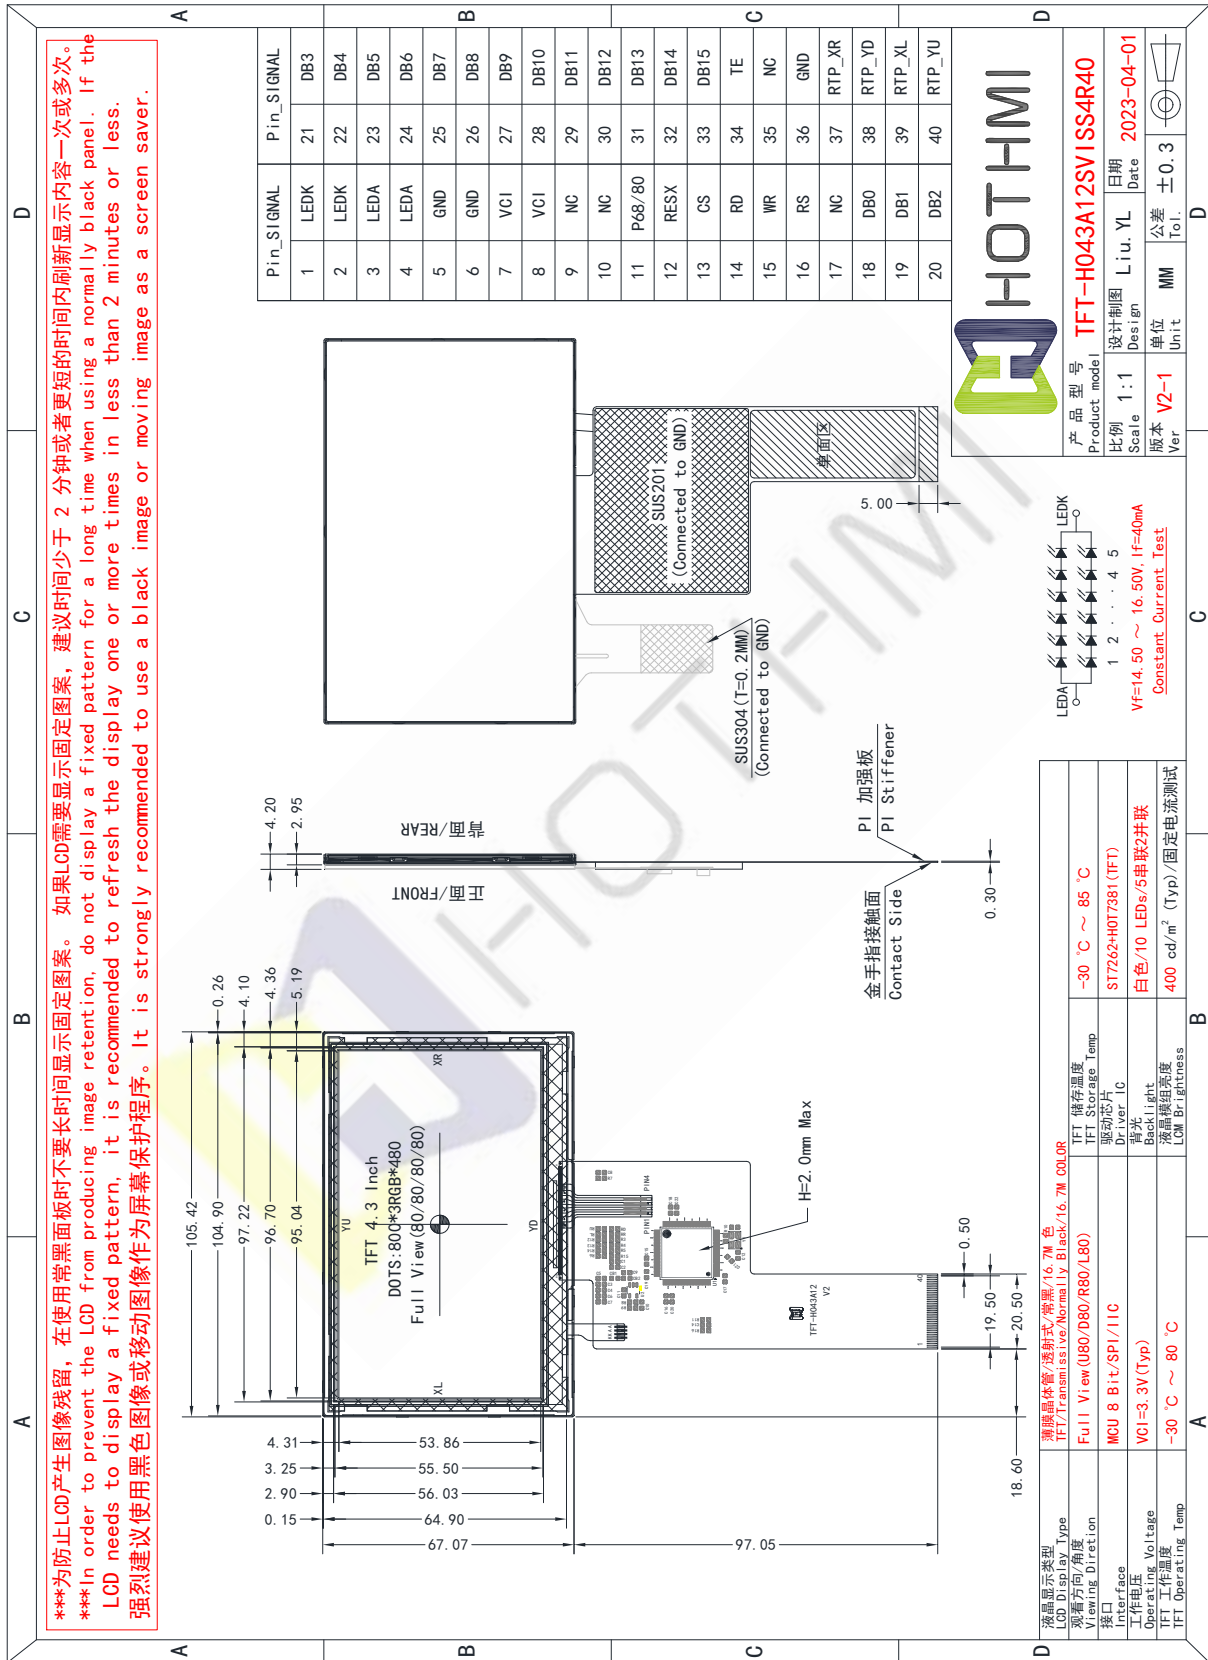 ***为防止LCD产生图像残留，在使用常黑面板时不要长时间显示固定图案。 如果LCD需要显示固定图案，建议时间少于 2 分钟或者更短的时间内刷新显示内容一次或多次。
***In order to prevent the LCD from producing image retention, do not display a fixed pattern for a long time when using a normally black panel. If the
LCD needs to display a fixed pattern, it is recommended to refresh the display one or more times in less than 2 minutes or less.
强烈建议使用黑色图像或移动图像作为屏幕保护程序。It is strongly recommended to use a black image or moving image as a screen saver.
A B C D
A B C D
A B C D
A B C D
105.42
104.90
0.26
97.22
4.10
96.70
4.36
95.04
5.19
4.31
53.86
3.25
55.50
2.90
56.03
0.15
64.90
67.07
97.05
YU
XR
XL
YD
TFT 4.3 Inch
DOTS:800*3RGB*480
Full View(80/80/80/80)
PIN1
PIN4
H=2.0mm Max
TFT-H043A12
V2
1
40
0.50
19.50
20.50
18.60
4.20
2.95
正面/FRONT
背面/REAR
PI 加强板
PI Stiffener
金手指接触面
Contact Side
0.30
SUS201
(Connected to GND)
SUS304(T=0.2MM)
(Connected to GND)
单面区
5.00
Pin_SIGNAL Pin_SIGNAL
1 LEDK 21 DB3
2 LEDK 22 DB4
3 LEDA 23 DB5
4 LEDA 24 DB6
5 GND 25 DB7
6 GND 26 DB8
7 VCI 27 DB9
8 VCI 28 DB10
9 NC 29 DB11
10 NC 30 DB12
11 P68/80 31 DB13
12 RESX 32 DB14
13 CS 33 DB15
14 RD 34 TE
15 WR 35 NC
16 RS 36 GND
17 NC 37 RTP_XR
18 DB0 38 RTP_YD
19 DB1 39 RTP_XL
20 DB2 40 RTP_YU
LEDA
LEDK
1 2 · · · 4 5
Vf=14.50 ～ 16.50V, If=40mA
Constant Current Test
液晶显示类型
LCD Display Type
薄膜晶体管/透射式/常黑/16.7M 色
TFT/Transmissive/Normally Black/16.7M COLOR
观看方向/角度
Viewing Diretion
Full View(U80/D80/R80/L80)
接口
Interface
MCU 8 Bit/SPI/IIC
工作电压
Operating Voltage
VCI=3.3V(Typ)
TFT 工作温度
TFT Operating Temp
-30 ℃ ～ 80 ℃
TFT 储存温度
TFT Storage Temp
-30 ℃ ～ 85 ℃
驱动芯片
Driver IC
ST7262+HOT7381(TFT)
背光
Backlight
白色/10 LEDs/5串联2并联
液晶模组亮度
LCM Brightness
400 cd/m² (Typ)/固定电流测试
HOTHMI
产 品 型 号
Product model
TFT-H043A12SVISS4R40
比例
Scale
1:1
设计制图
Design
Liu.YL
日期
Date
2023-04-01
版本
Ver
V2-1
单位
Unit
MM
公差
Tol.
±0.3
HOTHMI